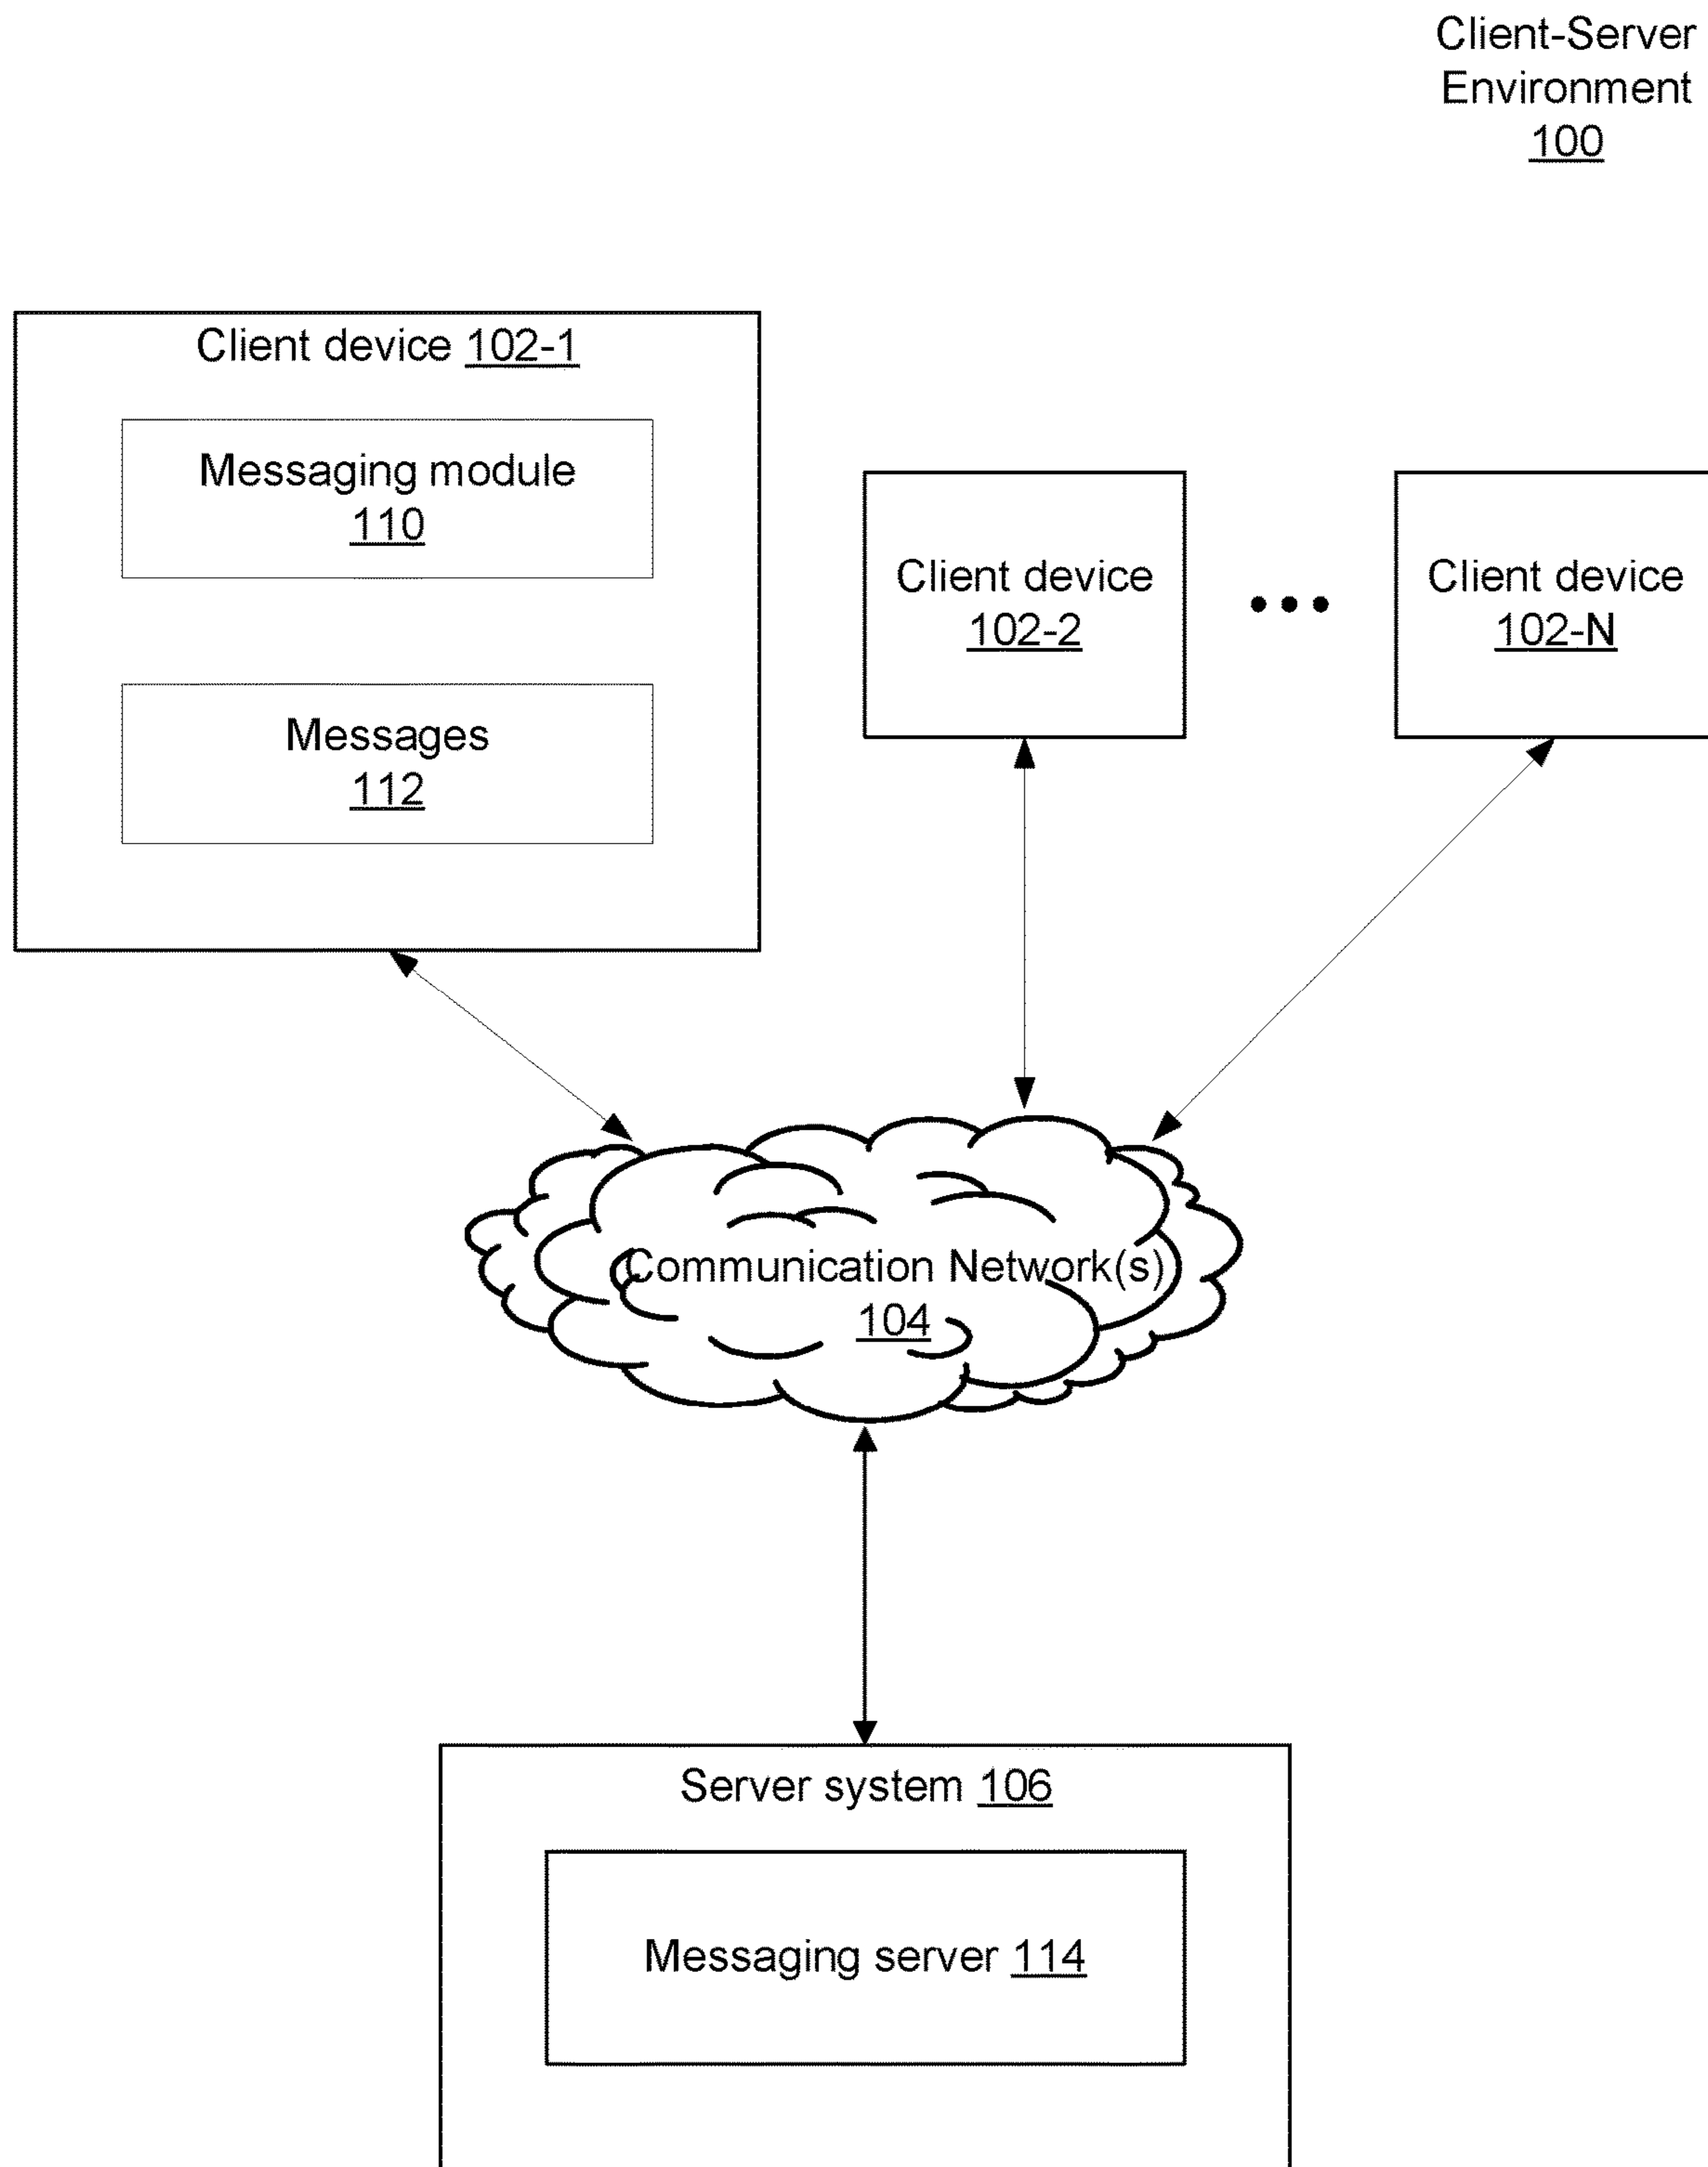 Client-Server
Environment
100
Client device 102-1
Messaging module
110
Messages
112
Client device
102-2
Client device
102-N
Communication Network(s)
104
Server system 106
Messaging server 114